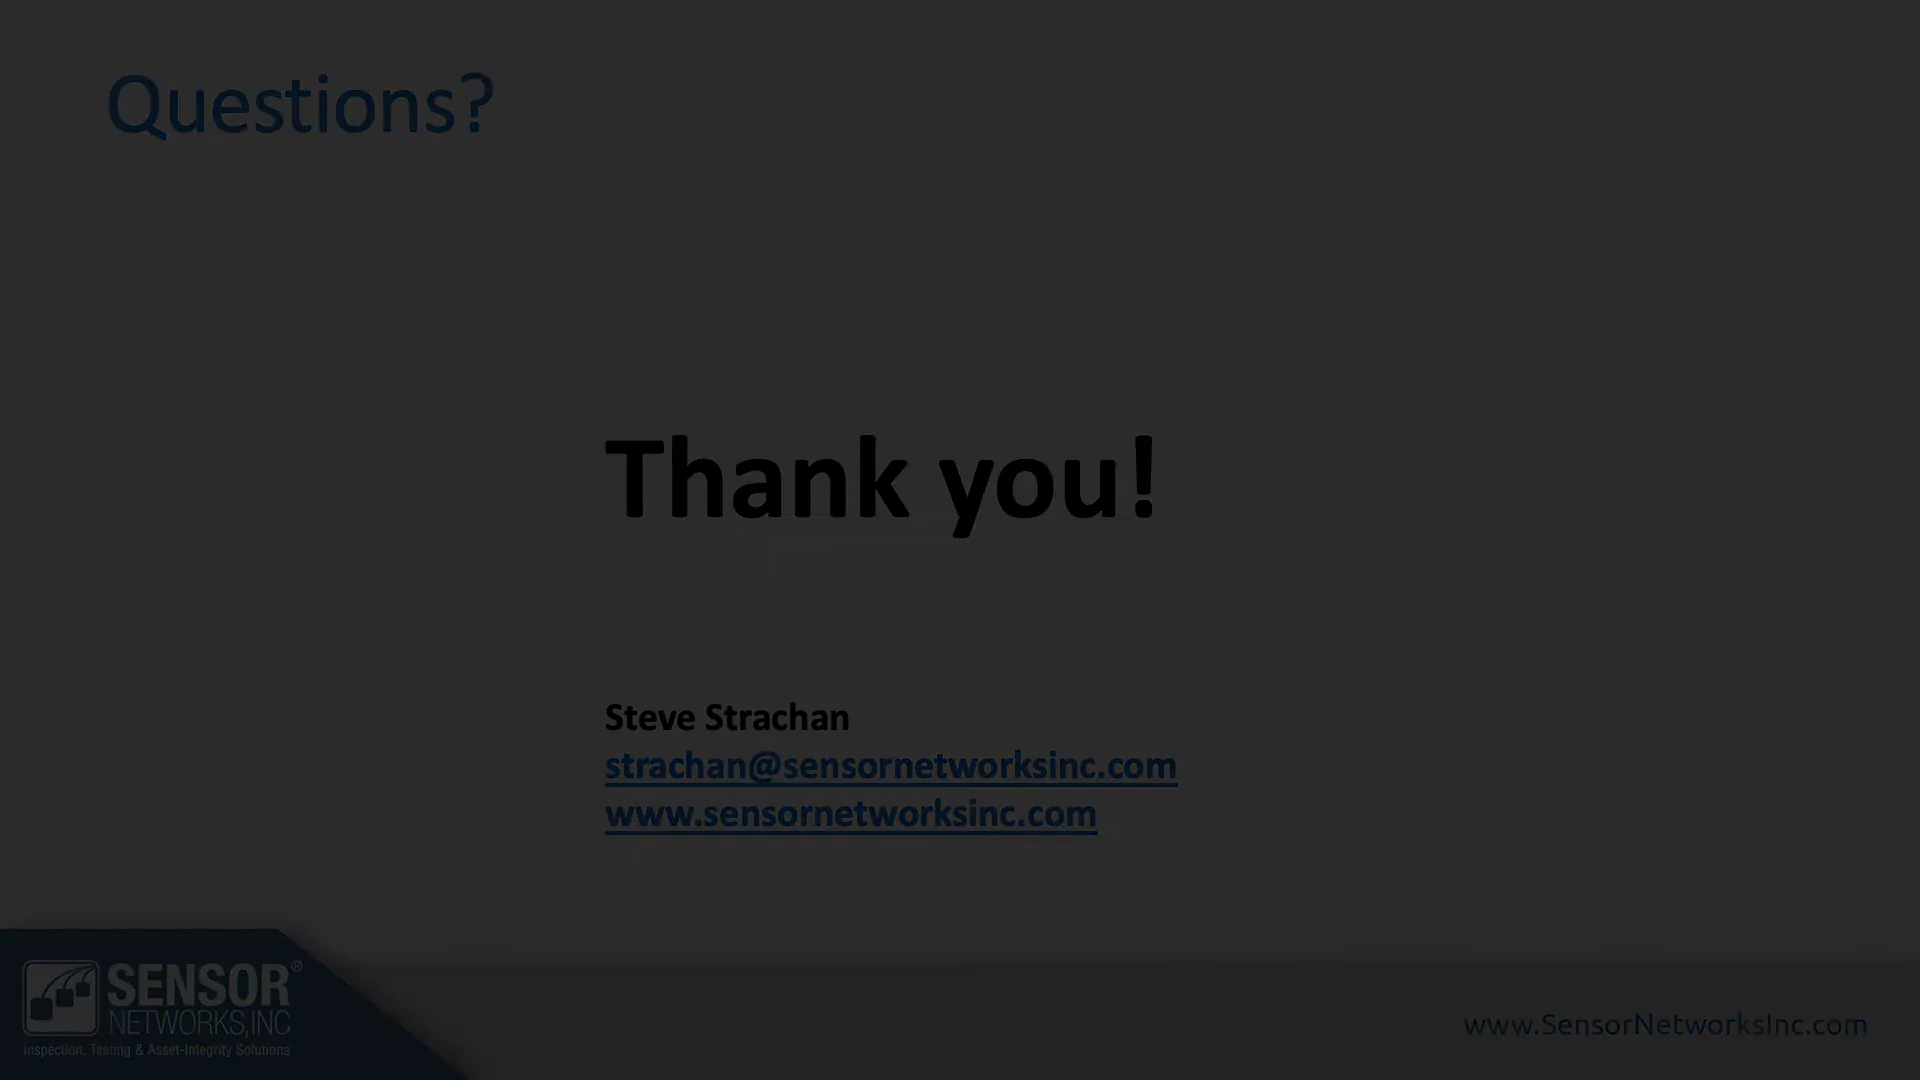 Questions?
Thank you!
Steve Strachan
strachan@sensornetworksinc.com
www.sensornetworksinc.com
SENSOR®
NETWORKS,INC
Inspection, Testing & Asset-Integrity Solutions
www.SensorNetworksInc.com